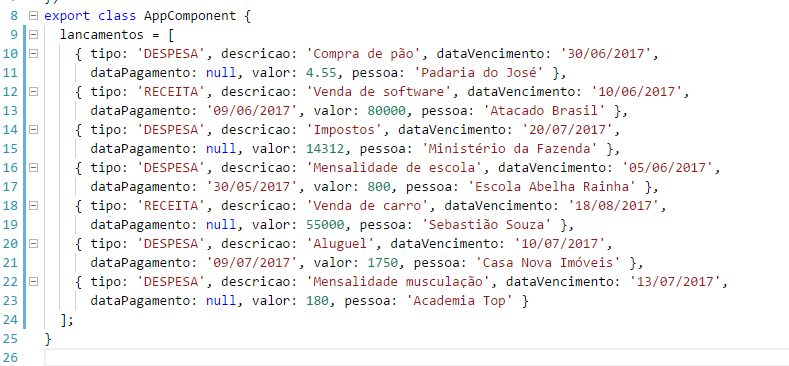 8 export class AppComponent {
9 lancamentos = [
10 { tipo: 'DESPESA', descricao: 'Compra de pão', dataVencimento: '30/06/2017',
11 dataPagamento: null, valor: 4.55, pessoa: 'Padaria do José' },
12 { tipo: 'RECEITA', descricao: 'Venda de software', dataVencimento: '10/06/2017',
13 dataPagamento: '09/06/2017', valor: 80000, pessoa: 'Atacado Brasil' },
14 { tipo: 'DESPESA', descricao: 'Impostos', dataVencimento: '20/07/2017',
15 dataPagamento: null, valor: 14312, pessoa: 'Ministério da Fazenda' },
16 { tipo: 'DESPESA', descricao: 'Mensalidade de escola', dataVencimento: '05/06/2017',
17 dataPagamento: '30/05/2017', valor: 800, pessoa: 'Escola Abelha Rainha' },
18 { tipo: 'RECEITA', descricao: 'Venda de carro', dataVencimento: '18/08/2017',
19 dataPagamento: null, valor: 55000, pessoa: 'Sebastião Souza' },
20 { tipo: 'DESPESA', descricao: 'Aluguel', dataVencimento: '10/07/2017',
21 dataPagamento: '09/07/2017', valor: 1750, pessoa: 'Casa Nova Imóveis' },
22 { tipo: 'DESPESA', descricao: 'Mensalidade musculação', dataVencimento: '13/07/2017',
23 dataPagamento: null, valor: 180, pessoa: 'Academia Top' }
24 ];
25 }
26